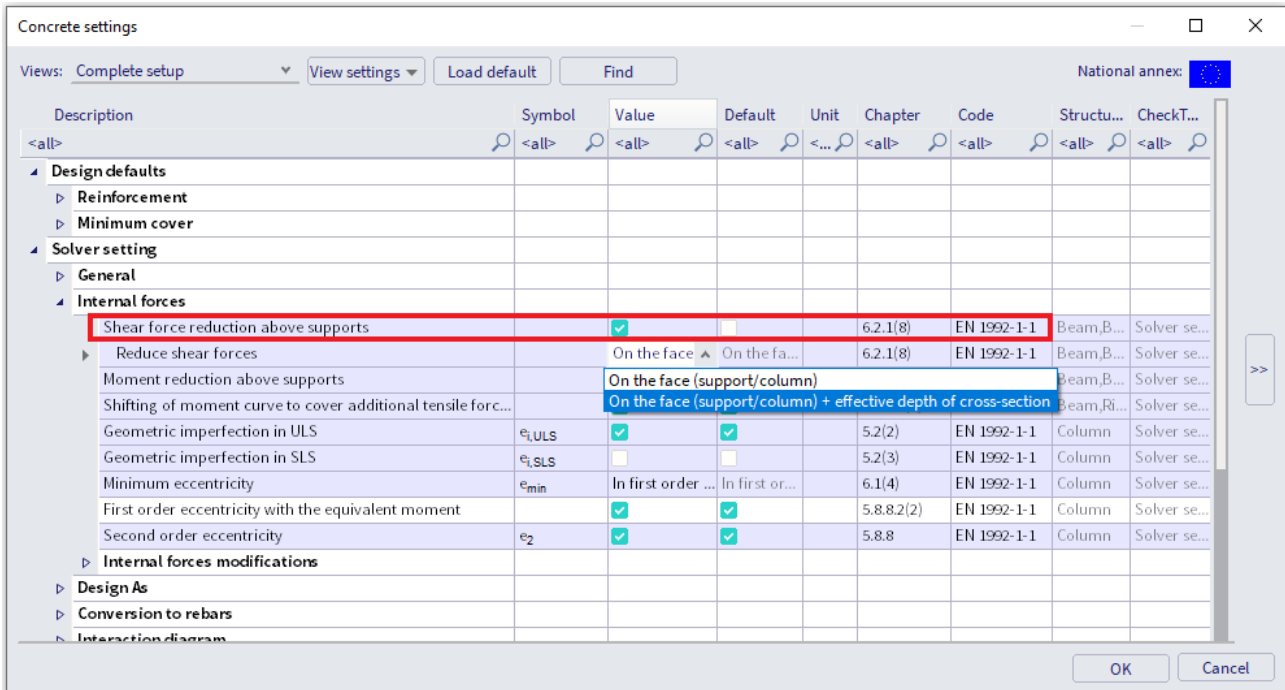 Concrete settings
Views: Complete setup View settings Load default Find National annex:
Description Symbol Value Default Unit Chapter Code Structu... CheckT...
<all> <all> <all> <all> <... <all> <all> <all> <all>
Design defaults
Reinforcement
Minimum cover
Solver setting
General
Internal forces
Shear force reduction above supports 6.2.1(8) EN 1992-1-1 Beam,B... Solver se...
Reduce shear forces On the face On the fa... 6.2.1(8) EN 1992-1-1 Beam,B... Solver se...
Moment reduction above supports On the face (support/column) Beam,B... Solver se...
Shifting of moment curve to cover additional tensile forc... On the face (support/column) + effective depth of cross-section Beam,Ri... Solver se...
Geometric imperfection in ULS ei,ULS 5.2(2) EN 1992-1-1 Column Solver se...
Geometric imperfection in SLS ei,SLS 5.2(3) EN 1992-1-1 Column Solver se...
Minimum eccentricity emin In first order ... In first or... 6.1(4) EN 1992-1-1 Column Solver se...
First order eccentricity with the equivalent moment 5.8.8.2(2) EN 1992-1-1 Column Solver se...
Second order eccentricity e2 5.8.8 EN 1992-1-1 Column Solver se...
Internal forces modifications
Design As
Conversion to rebars
Interaction diagram
>>
OK Cancel